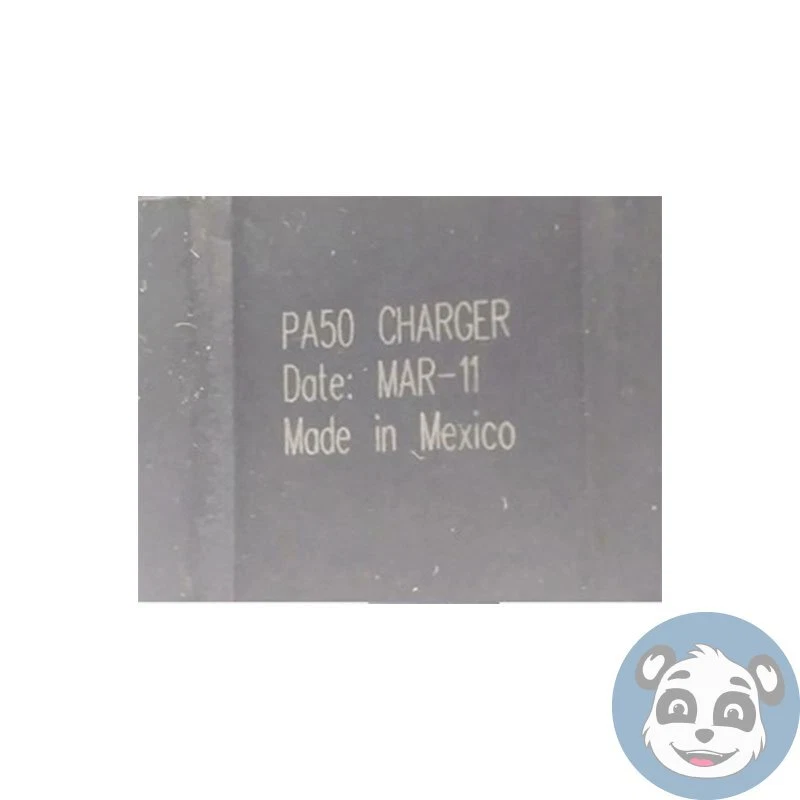 PA50 CHARGER
Date: MAR-11
Made in Mexico